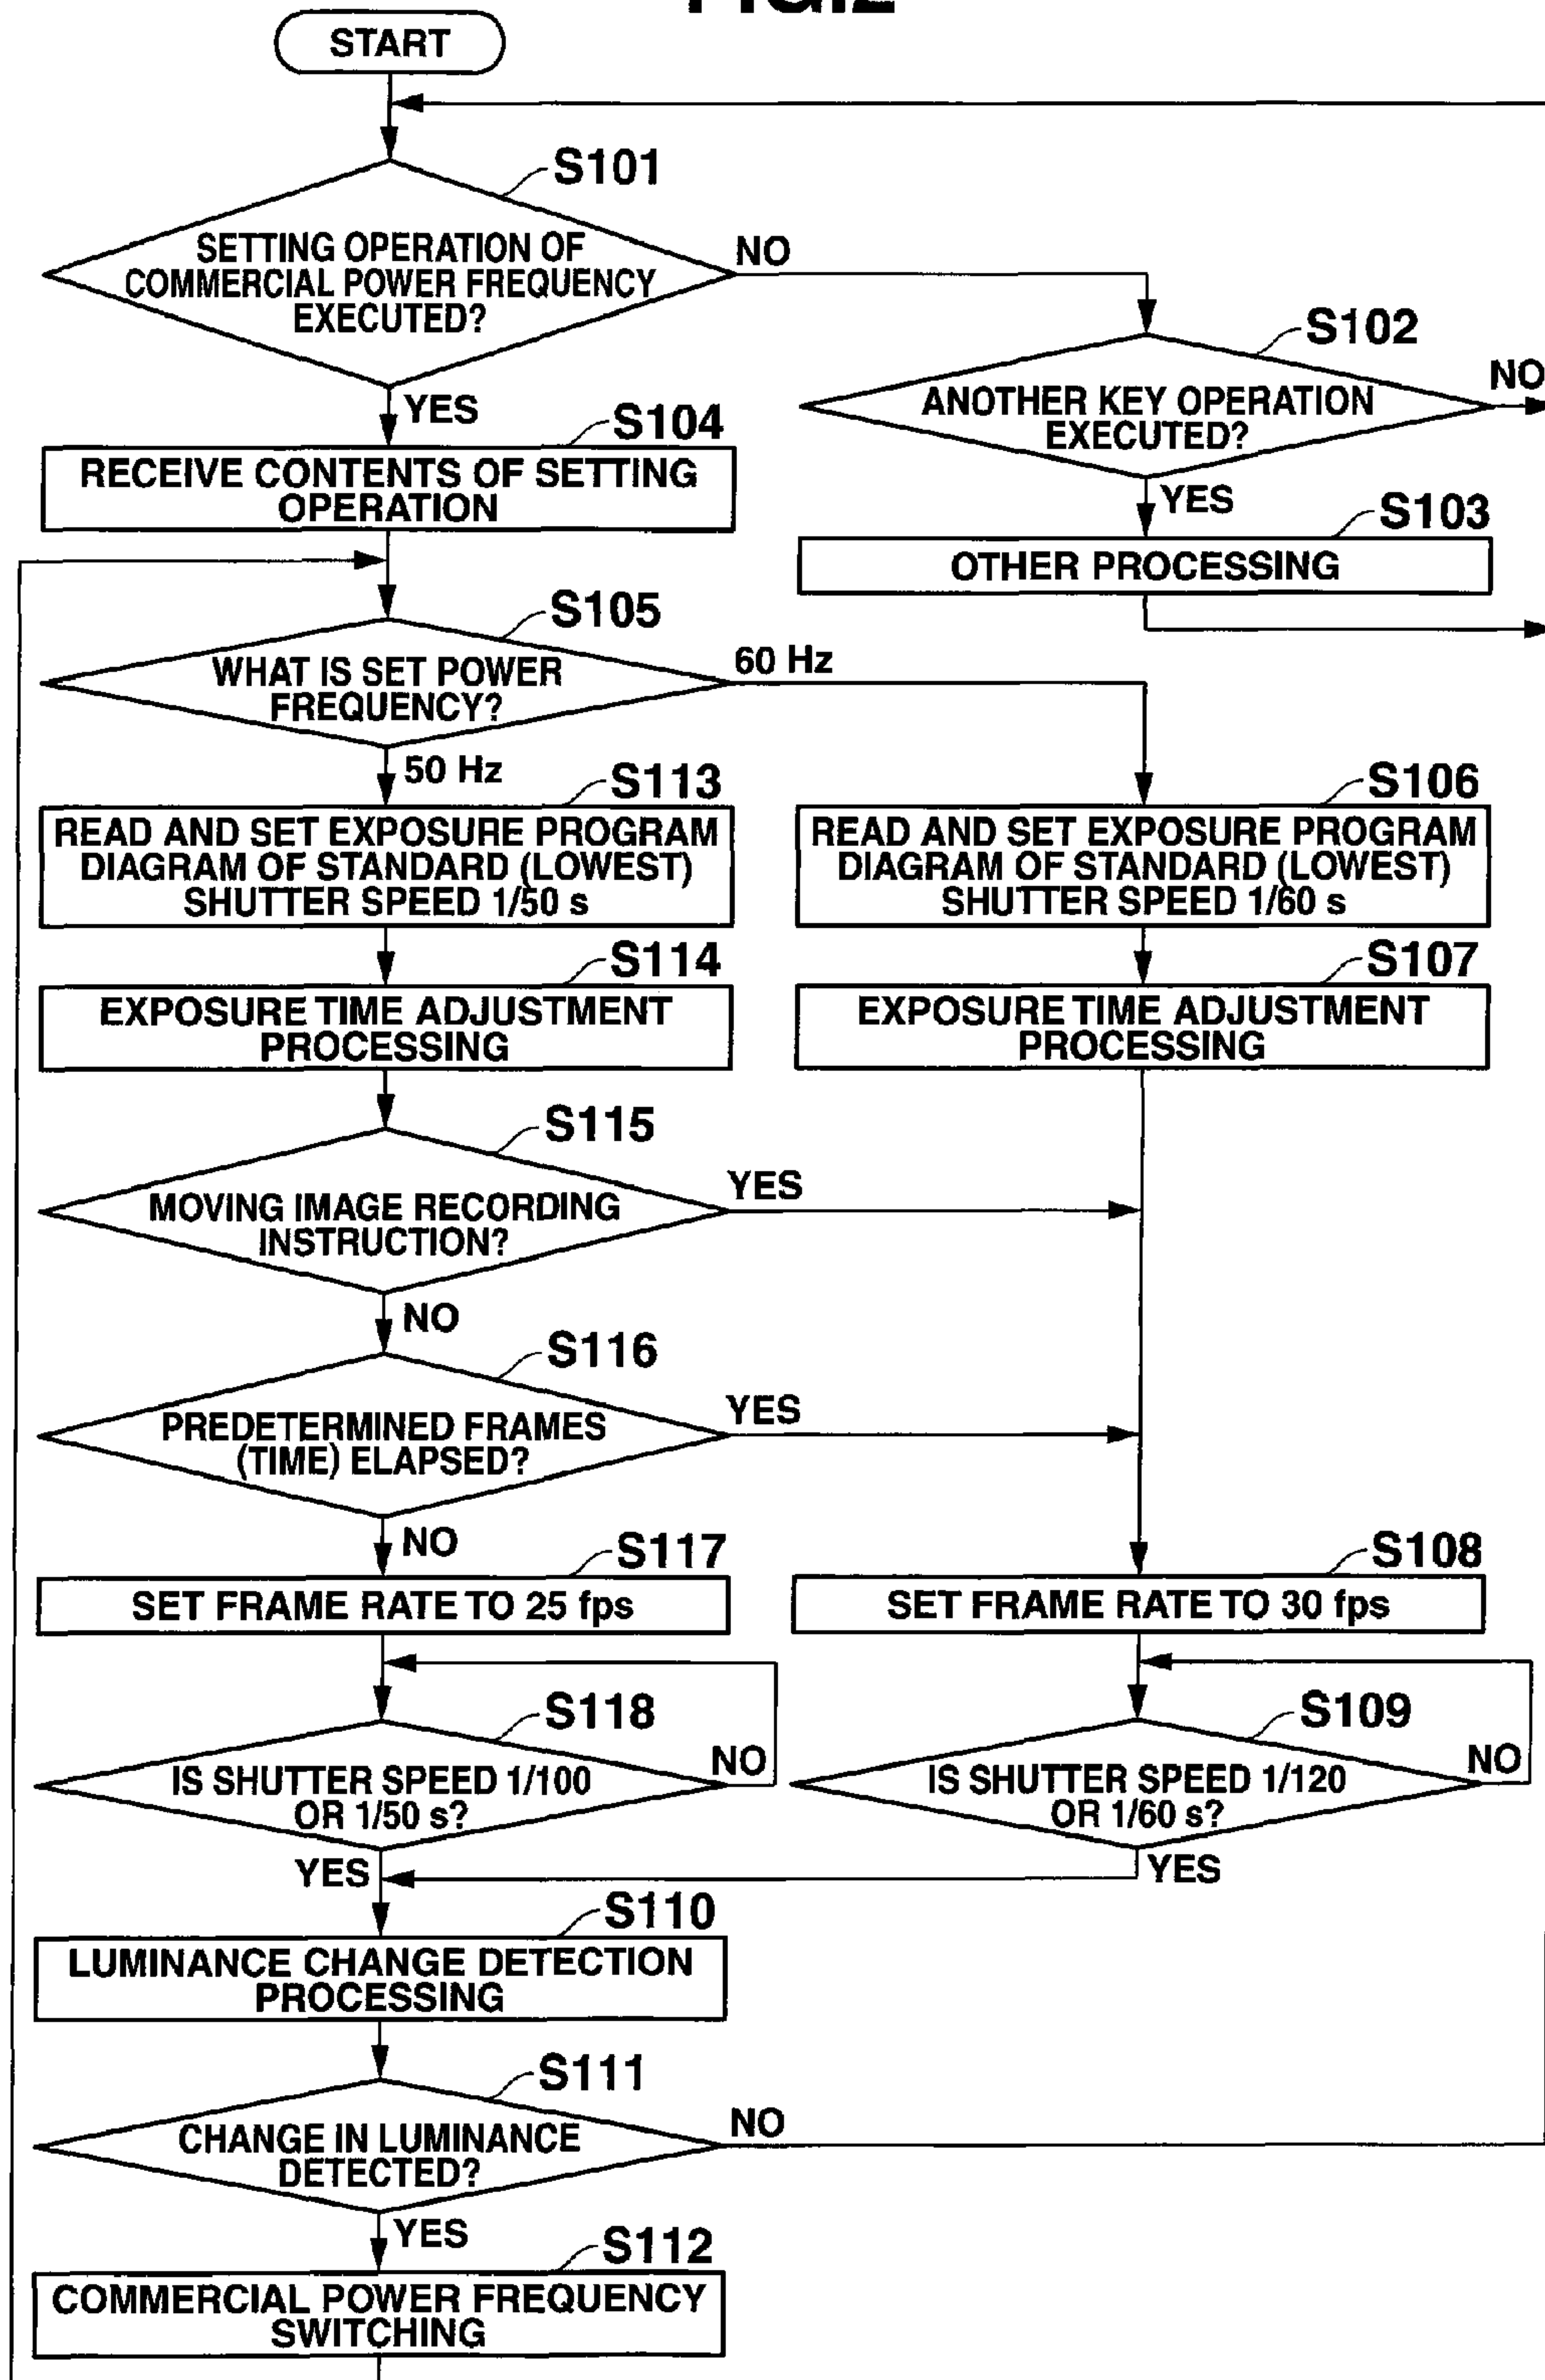 FIG.2
START
S101
SETTING OPERATION OF
COMMERCIAL POWER FREQUENCY
EXECUTED?
NO
S102
ANOTHER KEY OPERATION
EXECUTED?
NO
YES
S103
OTHER PROCESSING
YES
S104
RECEIVE CONTENTS OF SETTING
OPERATION
S105
WHAT IS SET POWER
FREQUENCY?
60 Hz
50 Hz
S113
READ AND SET EXPOSURE PROGRAM
DIAGRAM OF STANDARD (LOWEST)
SHUTTER SPEED 1/50 s
S106
READ AND SET EXPOSURE PROGRAM
DIAGRAM OF STANDARD (LOWEST)
SHUTTER SPEED 1/60 s
S114
EXPOSURE TIME ADJUSTMENT
PROCESSING
S107
EXPOSURE TIME ADJUSTMENT
PROCESSING
S115
MOVING IMAGE RECORDING
INSTRUCTION?
YES
NO
S116
PREDETERMINED FRAMES
(TIME) ELAPSED?
YES
NO
S117
SET FRAME RATE TO 25 fps
S108
SET FRAME RATE TO 30 fps
S118
IS SHUTTER SPEED 1/100
OR 1/50 s?
NO
YES
S109
IS SHUTTER SPEED 1/120
OR 1/60 s?
NO
YES
S110
LUMINANCE CHANGE DETECTION
PROCESSING
S111
CHANGE IN LUMINANCE
DETECTED?
NO
YES
S112
COMMERCIAL POWER FREQUENCY
SWITCHING